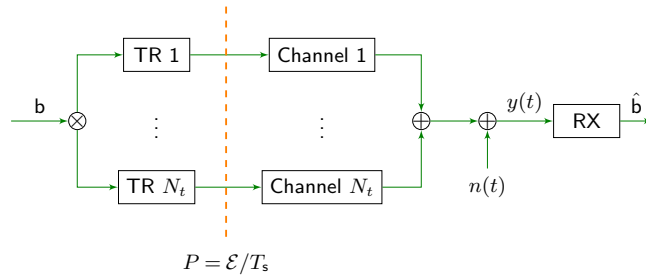 TR 1
Channel 1
b
y(t)
RX
b̂
⋮
⋮
TR N_t
Channel N_t
n(t)
P = ℰ/T_s